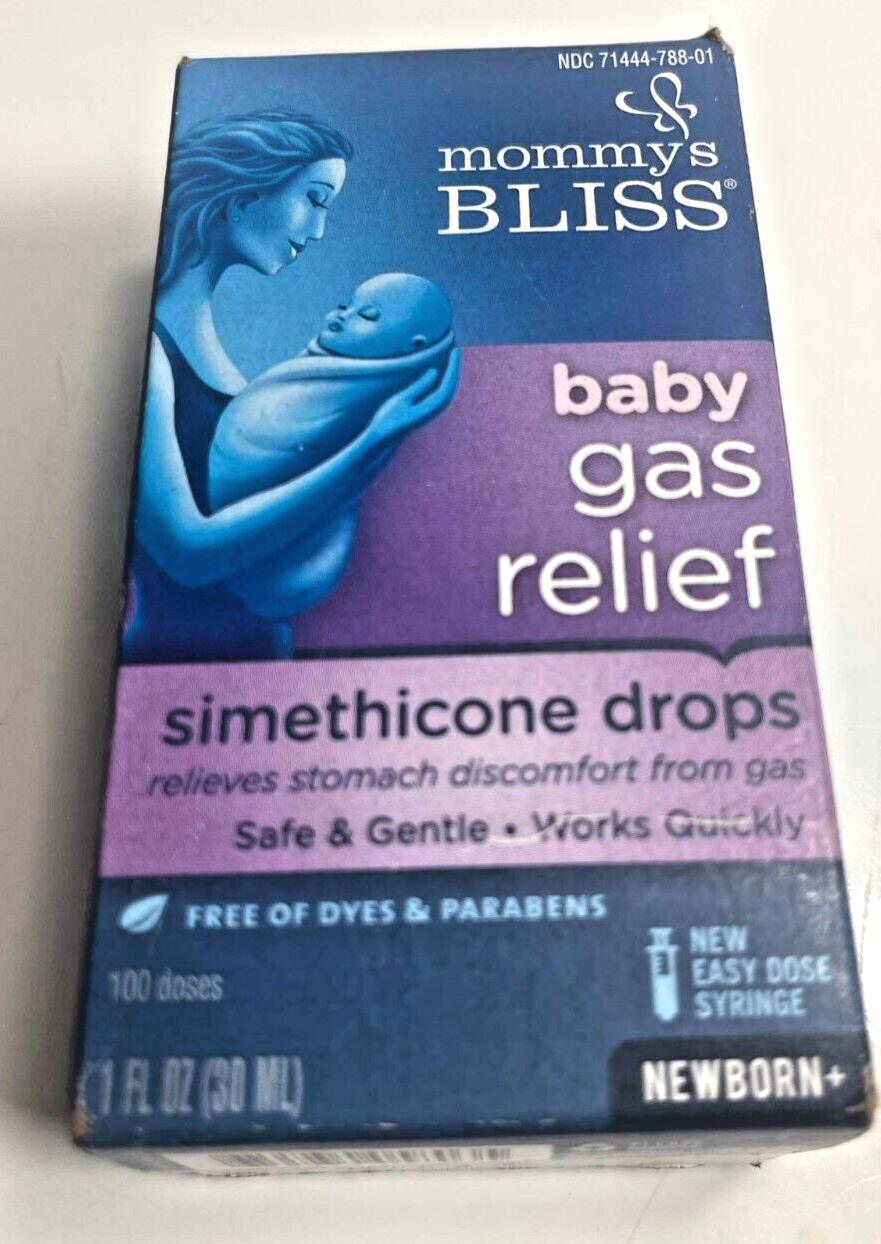 NDC 71444-788-01
mommy's
BLISS®
baby
gas
relief
simethicone drops
relieves stomach discomfort from gas
Safe & Gentle • Works Quickly
FREE OF DYES & PARABENS
100 doses
NEW
EASY DOSE
SYRINGE
1 FL OZ (30 ML)
NEWBORN+